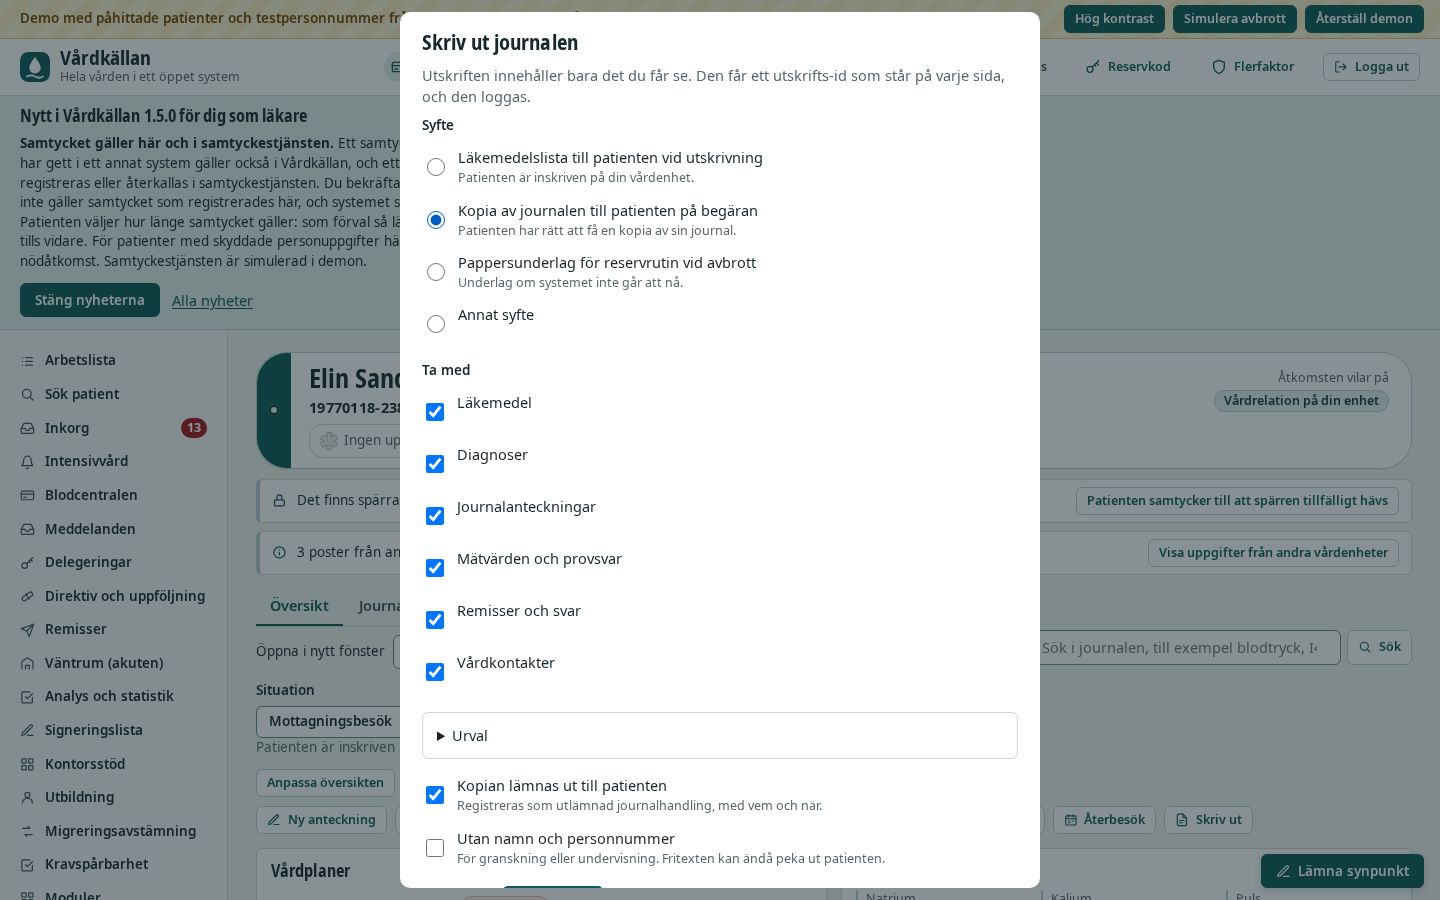 Demo med påhittade patienter och testpersonnummer
Hög kontrast
Simulera avbrott
Återställ demon
Vårdkällan
Hela vården i ett öppet system
Reservkod
Flerfaktor
Logga ut
Nytt i Vårdkällan 1.5.0 för dig som läkare
Samtycket gäller här och i samtyckestjänsten. Ett
har gett i ett annat system gäller också i Vårdkällan, och ett
registreras eller återkallas i samtyckestjänsten. Du
inte gäller samtycket som registrerades här, och systemet
Patienten väljer hur länge samtycket gäller: som förval så
tills vidare. För patienter med skyddade personuppgifter
nödåtkomst. Samtyckestjänsten är simulerad i demon.
Stäng nyheterna
Alla nyheter
Arbetslista
Sök patient
Inkorg
13
Intensivvård
Blodcentralen
Meddelanden
Delegeringar
Direktiv och uppföljning
Remisser
Väntrum (akuten)
Analys och statistik
Signeringslista
Kontorsstöd
Utbildning
Migreringsavstämning
Kravspårbarhet
Moduler
Elin
19770118-238
Ingen
Åtkomsten vilar på
Vårdrelation på din enhet
Det finns
Patienten samtycker till att spärren tillfälligt hävs
3 poster från
Visa uppgifter från andra vårdenheter
Översikt
Öppna i nytt fönster
Sök i journalen, till exempel blodtryck,
Sök
Situation
Mottagningsbesök
Patienten är inskriven
Anpassa översikten
Ny anteckning
Återbesök
Skriv ut
Vårdplaner
Natrium
Kalium
Puls
Lämna synpunkt
Skriv ut journalen
Utskriften innehåller bara det du får se. Den får ett utskrifts-id som står på varje sida,
och den loggas.
Syfte
Läkemedelslista till patienten vid utskrivning
Patienten är inskriven på din vårdenhet.
Kopia av journalen till patienten på begäran
Patienten har rätt att få en kopia av sin journal.
Pappersunderlag för reservrutin vid avbrott
Underlag om systemet inte går att nå.
Annat syfte
Ta med
Läkemedel
Diagnoser
Journalanteckningar
Mätvärden och provsvar
Remisser och svar
Vårdkontakter
Urval
Kopian lämnas ut till patienten
Registreras som utlämnad journalhandling, med vem och när.
Utan namn och personnummer
För granskning eller undervisning. Fritexten kan ändå peka ut patienten.